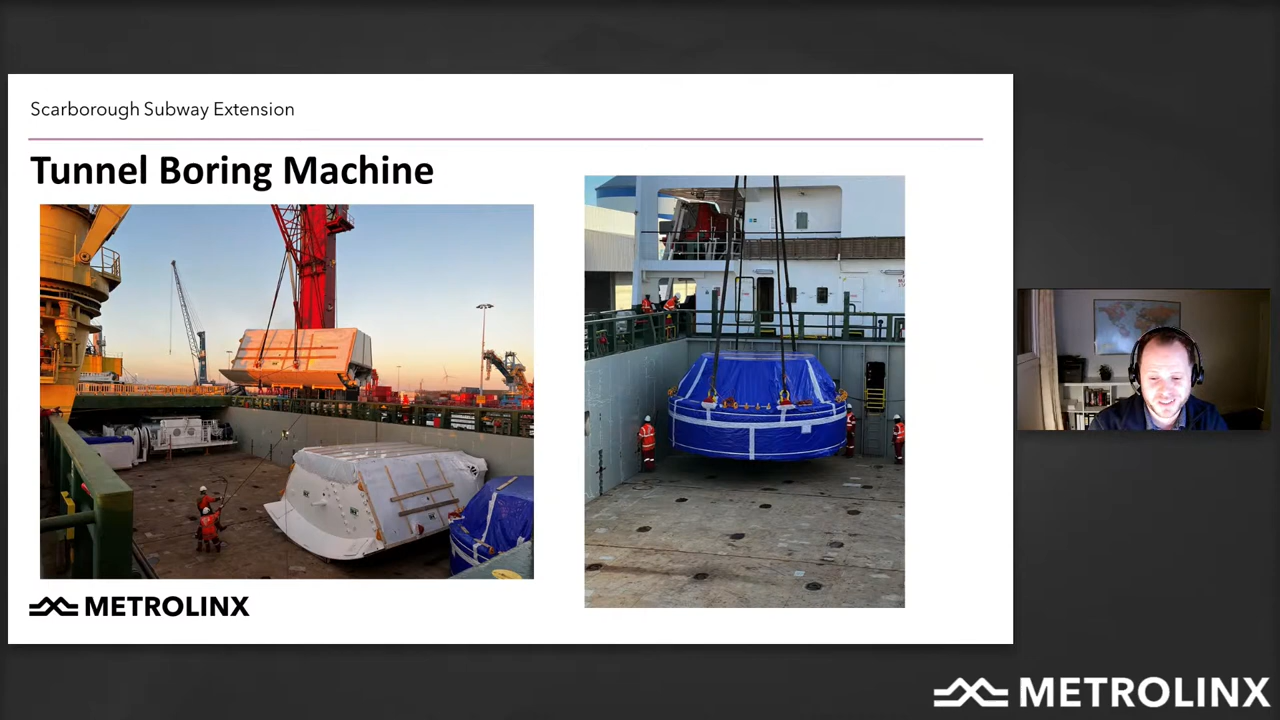 Scarborough Subway Extension
Tunnel Boring Machine
METROLINX
METROLINX